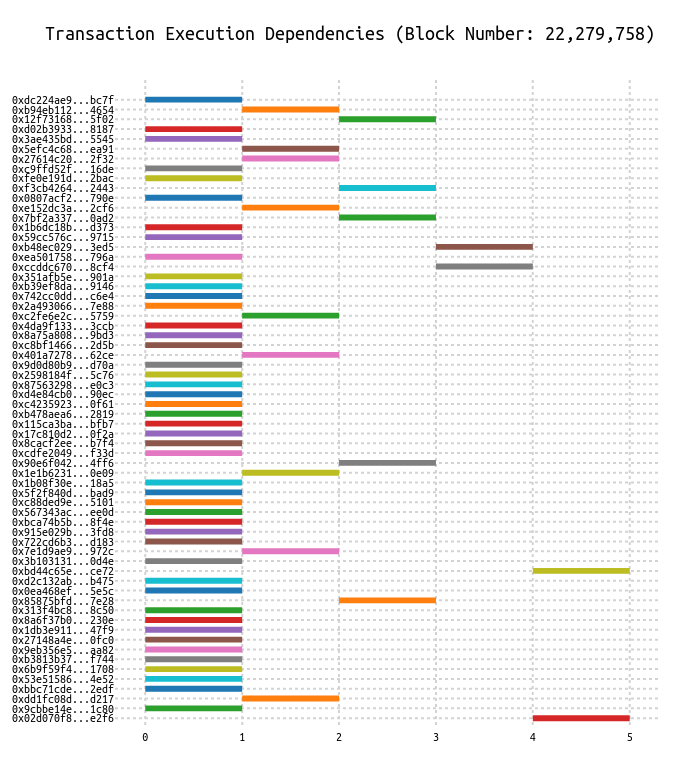 Transaction Execution Dependencies (Block Number: 22,279,758)
0xdc224ae9...bc7f
0xb94eb112...4654
0x12f73168...5f02
0xd02b3933...8187
0x3ae435bd...5545
0x5efc4c68...ea91
0x27614c20...2f32
0xc9ffd52f...16de
0xfe0e191d...2bac
0xf3cb4264...2443
0x0807acf2...790e
0xe152dc3a...2cf6
0x7bf2a337...0ad2
0x1b6dc18b...d373
0x59cc576c...9715
0xb48ec029...3ed5
0xea501758...796a
0xccddc670...8cf4
0x351afb5e...901a
0xb39ef8da...9146
0x742cc0dd...c6e4
0x2a493066...7e88
0xc2fe6e2c...5759
0x4da9f133...3ccb
0x8a75a808...9bd3
0xc8bf1466...2d5b
0x401a7278...62ce
0x9d0d80b9...d70a
0x2598184f...5c76
0x87563298...e0c3
0xd4e84cb0...90ec
0xc4235923...0f61
0xb478aea6...2819
0x115ca3ba...bfb7
0x17c810d2...0f2a
0x8cacf2ee...b7f4
0xcdfe2049...f33d
0x90e6f042...4ff6
0x1e1b6231...0e09
0x1b08f30e...18a5
0x5f2f840d...bad9
0xc88ded9e...5101
0x567343ac...ee0d
0xbca74b5b...8f4e
0x915e029b...3fd8
0x722cd6b3...d183
0x7e1d9ae9...972c
0x3b103131...0d4e
0xbd44c65e...ce72
0xd2c132ab...b475
0x0ea468ef...5e5c
0x85875bfd...7e28
0x313f4bc8...8c50
0x8a6f37b0...230e
0x1db3e911...47f9
0x27148a4e...0fc0
0x9eb356e5...aa82
0xb3813b37...f744
0x6b9f59f4...1708
0x53e51586...4e52
0xbbc71cde...2edf
0xdd1fc08d...d217
0x9cbbe14e...1c80
0x02d070f8...e2f6
0 1 2 3 4 5